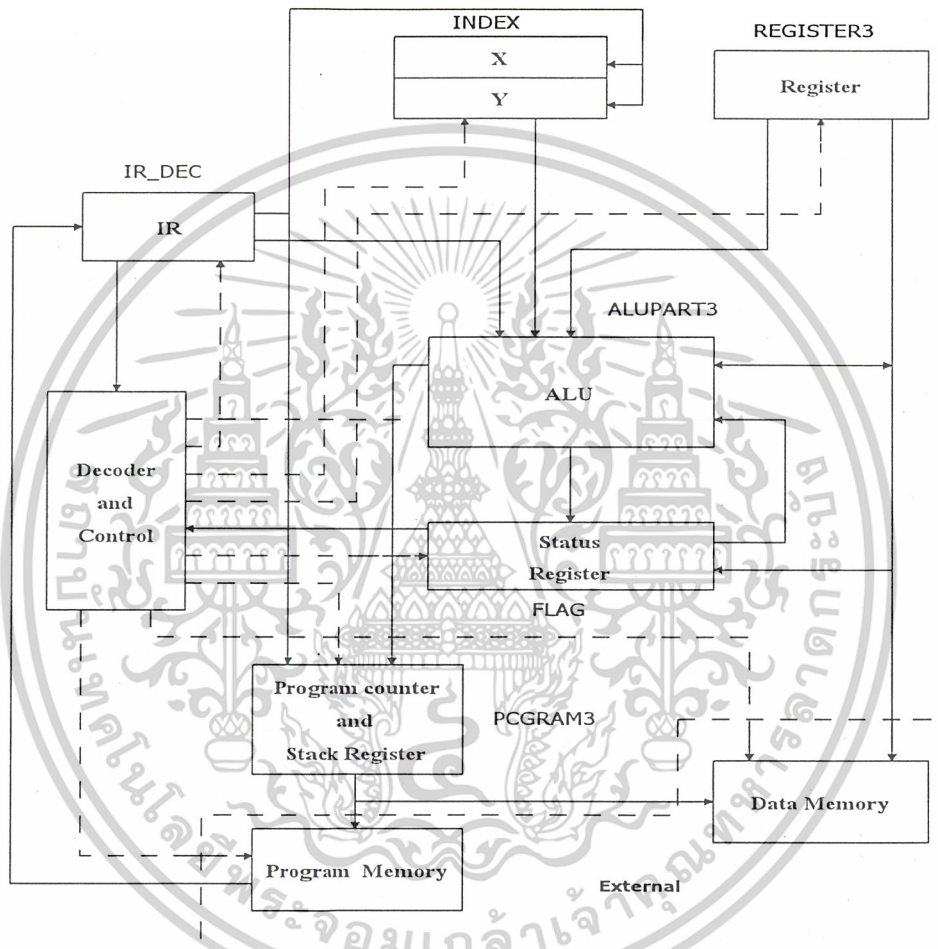 INDEX
REGISTER3
X
Y
Register
IR_DEC
IR
ALUPART3
ALU
Decoder
and
Control
Status
Register
FLAG
Program counter
and
Stack Register
PCGRAM3
Data Memory
Program Memory
External